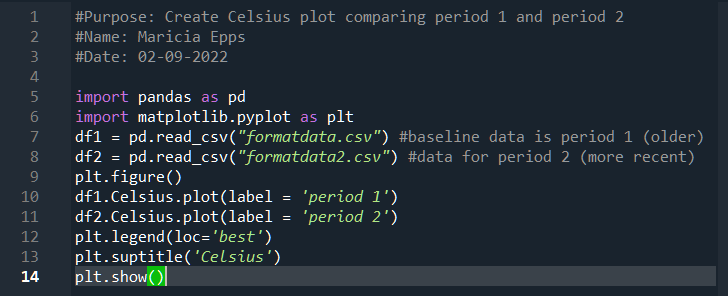 1 #Purpose: Create Celsius plot comparing period 1 and period 2
2 #Name: Maricia Epps
3 #Date: 02-09-2022
4
5 import pandas as pd
6 import matplotlib.pyplot as plt
7 df1 = pd.read_csv("formatdata.csv") #baseline data is period 1 (older)
8 df2 = pd.read_csv("formatdata2.csv") #data for period 2 (more recent)
9 plt.figure()
10 df1.Celsius.plot(label = 'period 1')
11 df2.Celsius.plot(label = 'period 2')
12 plt.legend(loc='best')
13 plt.suptitle('Celsius')
14 plt.show()